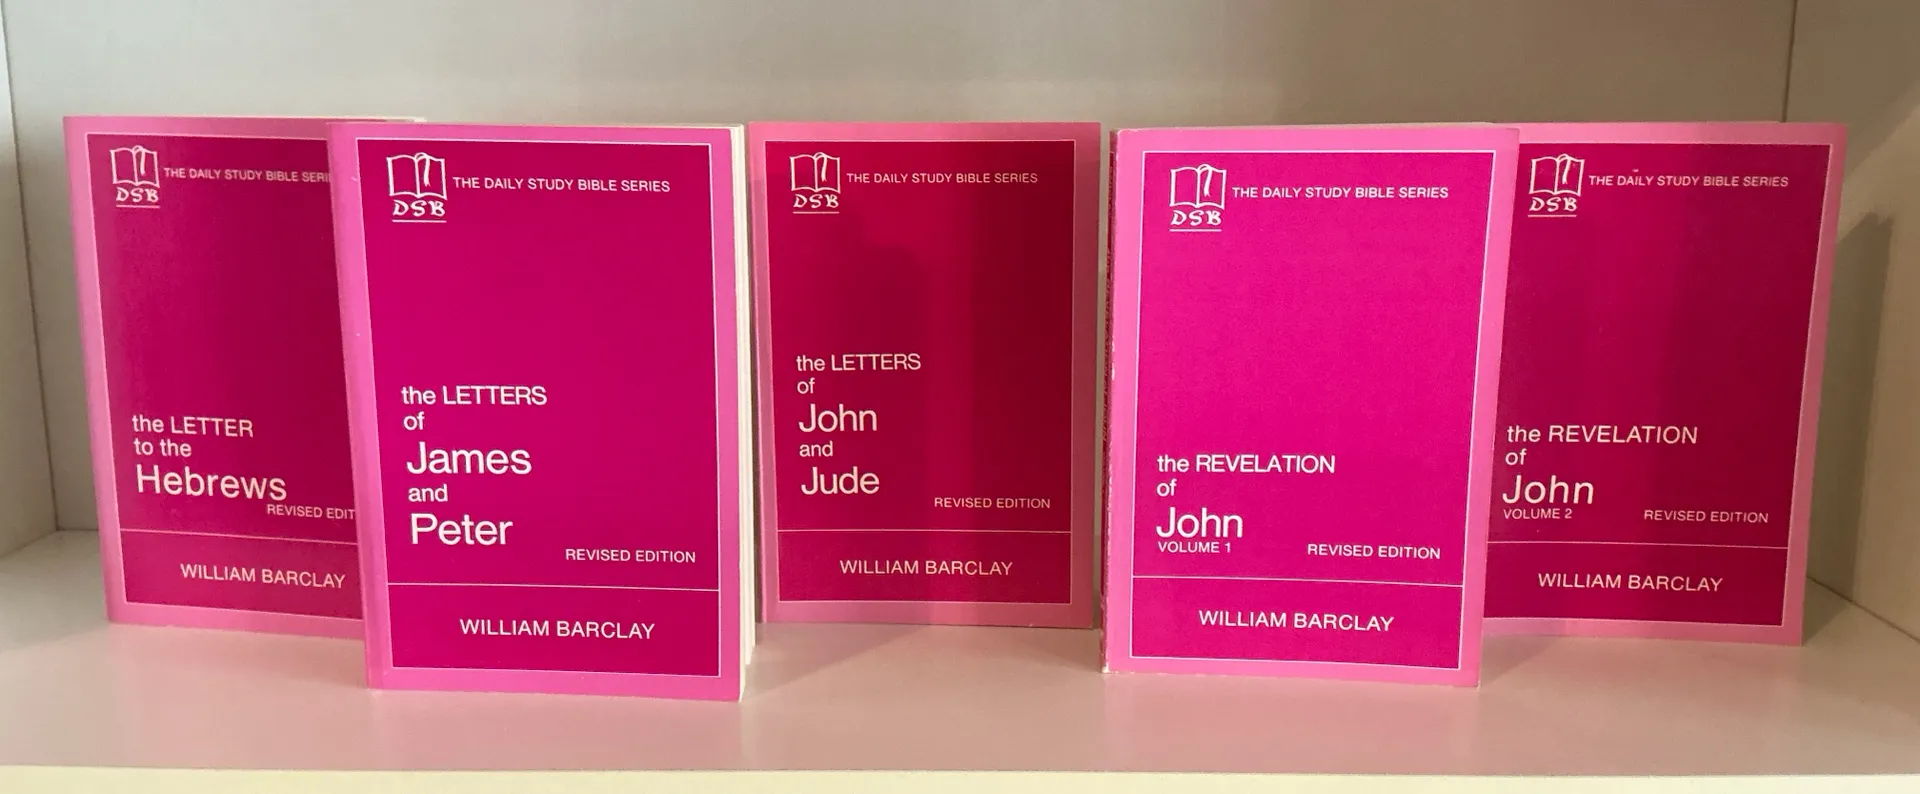 DSB
THE DAILY STUDY BIBLE SERI
the LETTER
to the
Hebrews
REVISED EDIT
WILLIAM BARCLAY
DSB
THE DAILY STUDY BIBLE SERIES
the LETTERS
of
James
and
Peter
REVISED EDITION
WILLIAM BARCLAY
DSB
THE DAILY STUDY BIBLE SERIES
the LETTERS
of
John
and
Jude
REVISED EDITION
WILLIAM BARCLAY
DSB
THE DAILY STUDY BIBLE SERIES
the REVELATION
of
John
VOLUME 1
REVISED EDITION
WILLIAM BARCLAY
DSB
THE DAILY STUDY BIBLE SERIES
the REVELATION
of
John
VOLUME 2
REVISED EDITION
WILLIAM BARCLAY